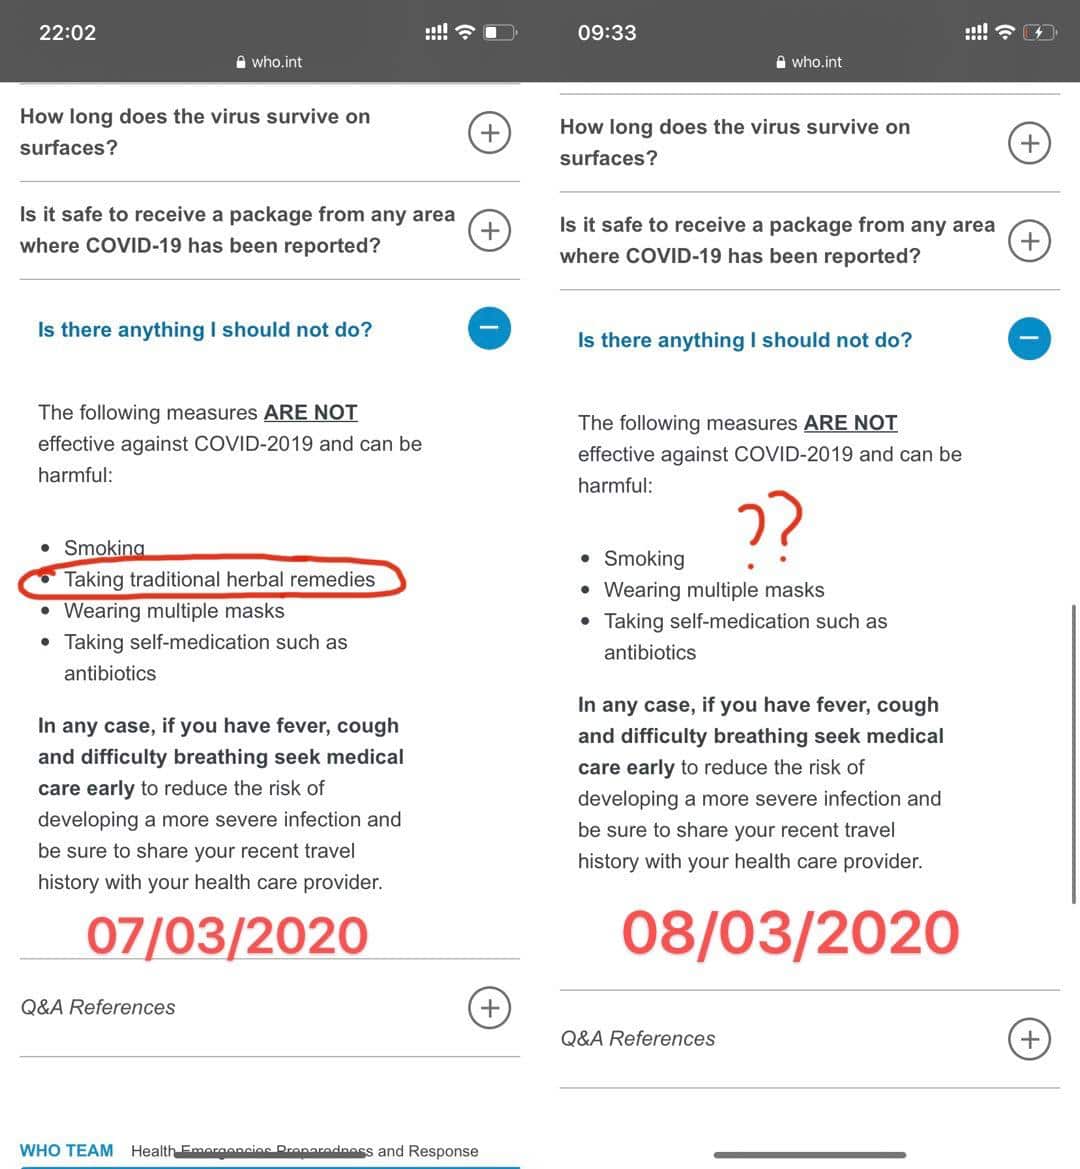 22:02
who.int
How long does the virus survive on
surfaces?
Is it safe to receive a package from any area
where COVID-19 has been reported?
Is there anything I should not do?
The following measures ARE NOT
effective against COVID-2019 and can be
harmful:
• Smoking
• Taking traditional herbal remedies
• Wearing multiple masks
• Taking self-medication such as
antibiotics
In any case, if you have fever, cough
and difficulty breathing seek medical
care early to reduce the risk of
developing a more severe infection and
be sure to share your recent travel
history with your health care provider.
07/03/2020
Q&A References
WHO TEAM Health Emergencies Preparedness and Response
09:33
who.int
How long does the virus survive on
surfaces?
Is it safe to receive a package from any area
where COVID-19 has been reported?
Is there anything I should not do?
The following measures ARE NOT
effective against COVID-2019 and can be
harmful:
??
• Smoking
• Wearing multiple masks
• Taking self-medication such as
antibiotics
In any case, if you have fever, cough
and difficulty breathing seek medical
care early to reduce the risk of
developing a more severe infection and
be sure to share your recent travel
history with your health care provider.
08/03/2020
Q&A References